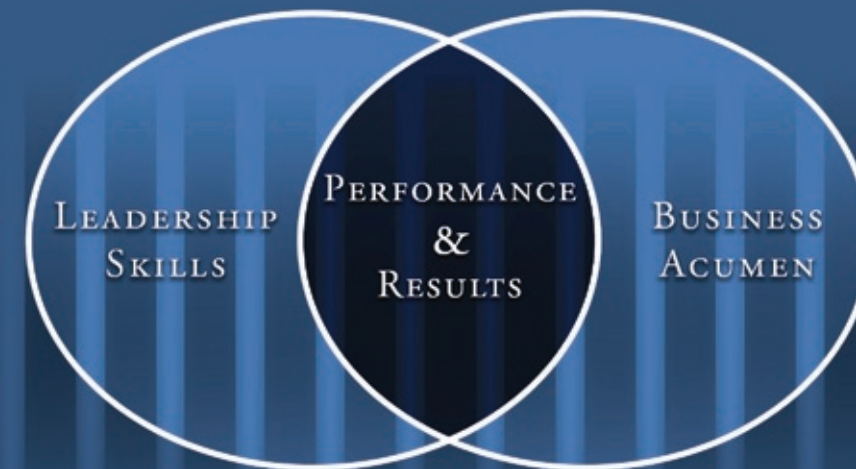 LEADERSHIP
SKILLS
PERFORMANCE
&
RESULTS
BUSINESS
ACUMEN